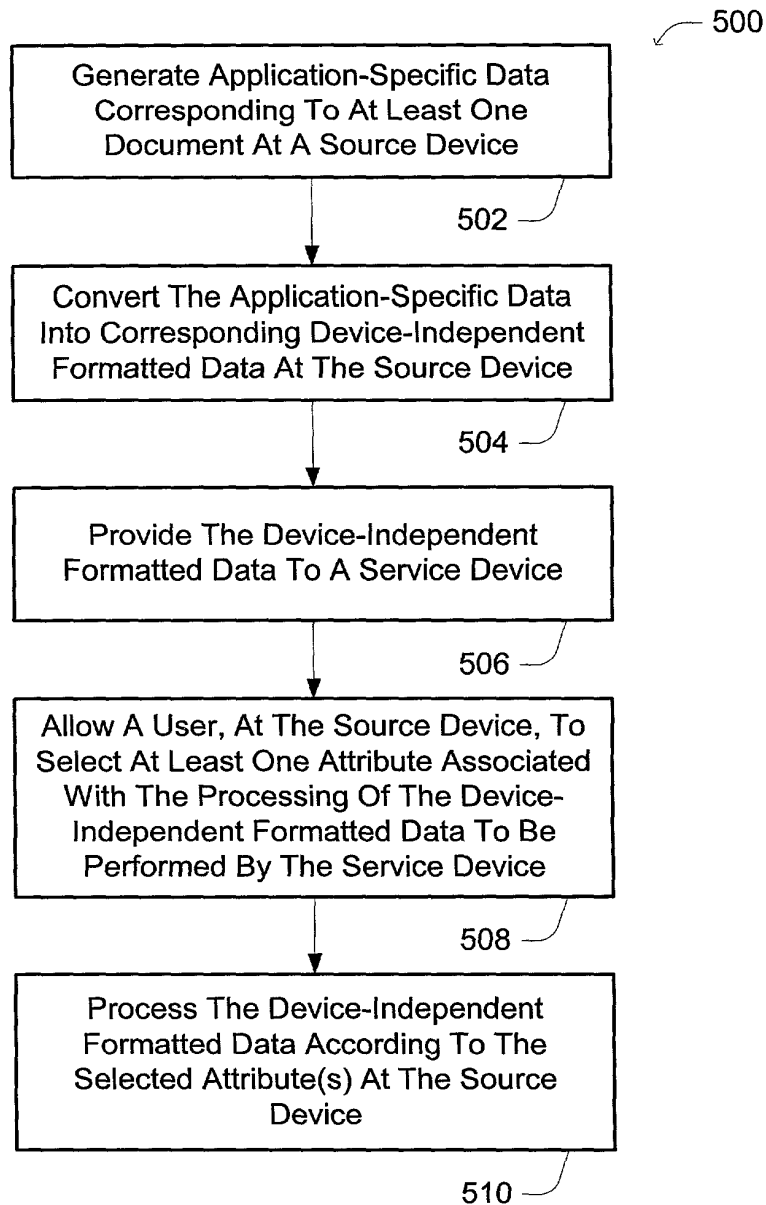 500
Generate Application-Specific Data
Corresponding To At Least One
Document At A Source Device
502
Convert The Application-Specific Data
Into Corresponding Device-Independent
Formatted Data At The Source Device
504
Provide The Device-Independent
Formatted Data To A Service Device
506
Allow A User, At The Source Device, To
Select At Least One Attribute Associated
With The Processing Of The Device-
Independent Formatted Data To Be
Performed By The Service Device
508
Process The Device-Independent
Formatted Data According To The
Selected Attribute(s) At The Source
Device
510